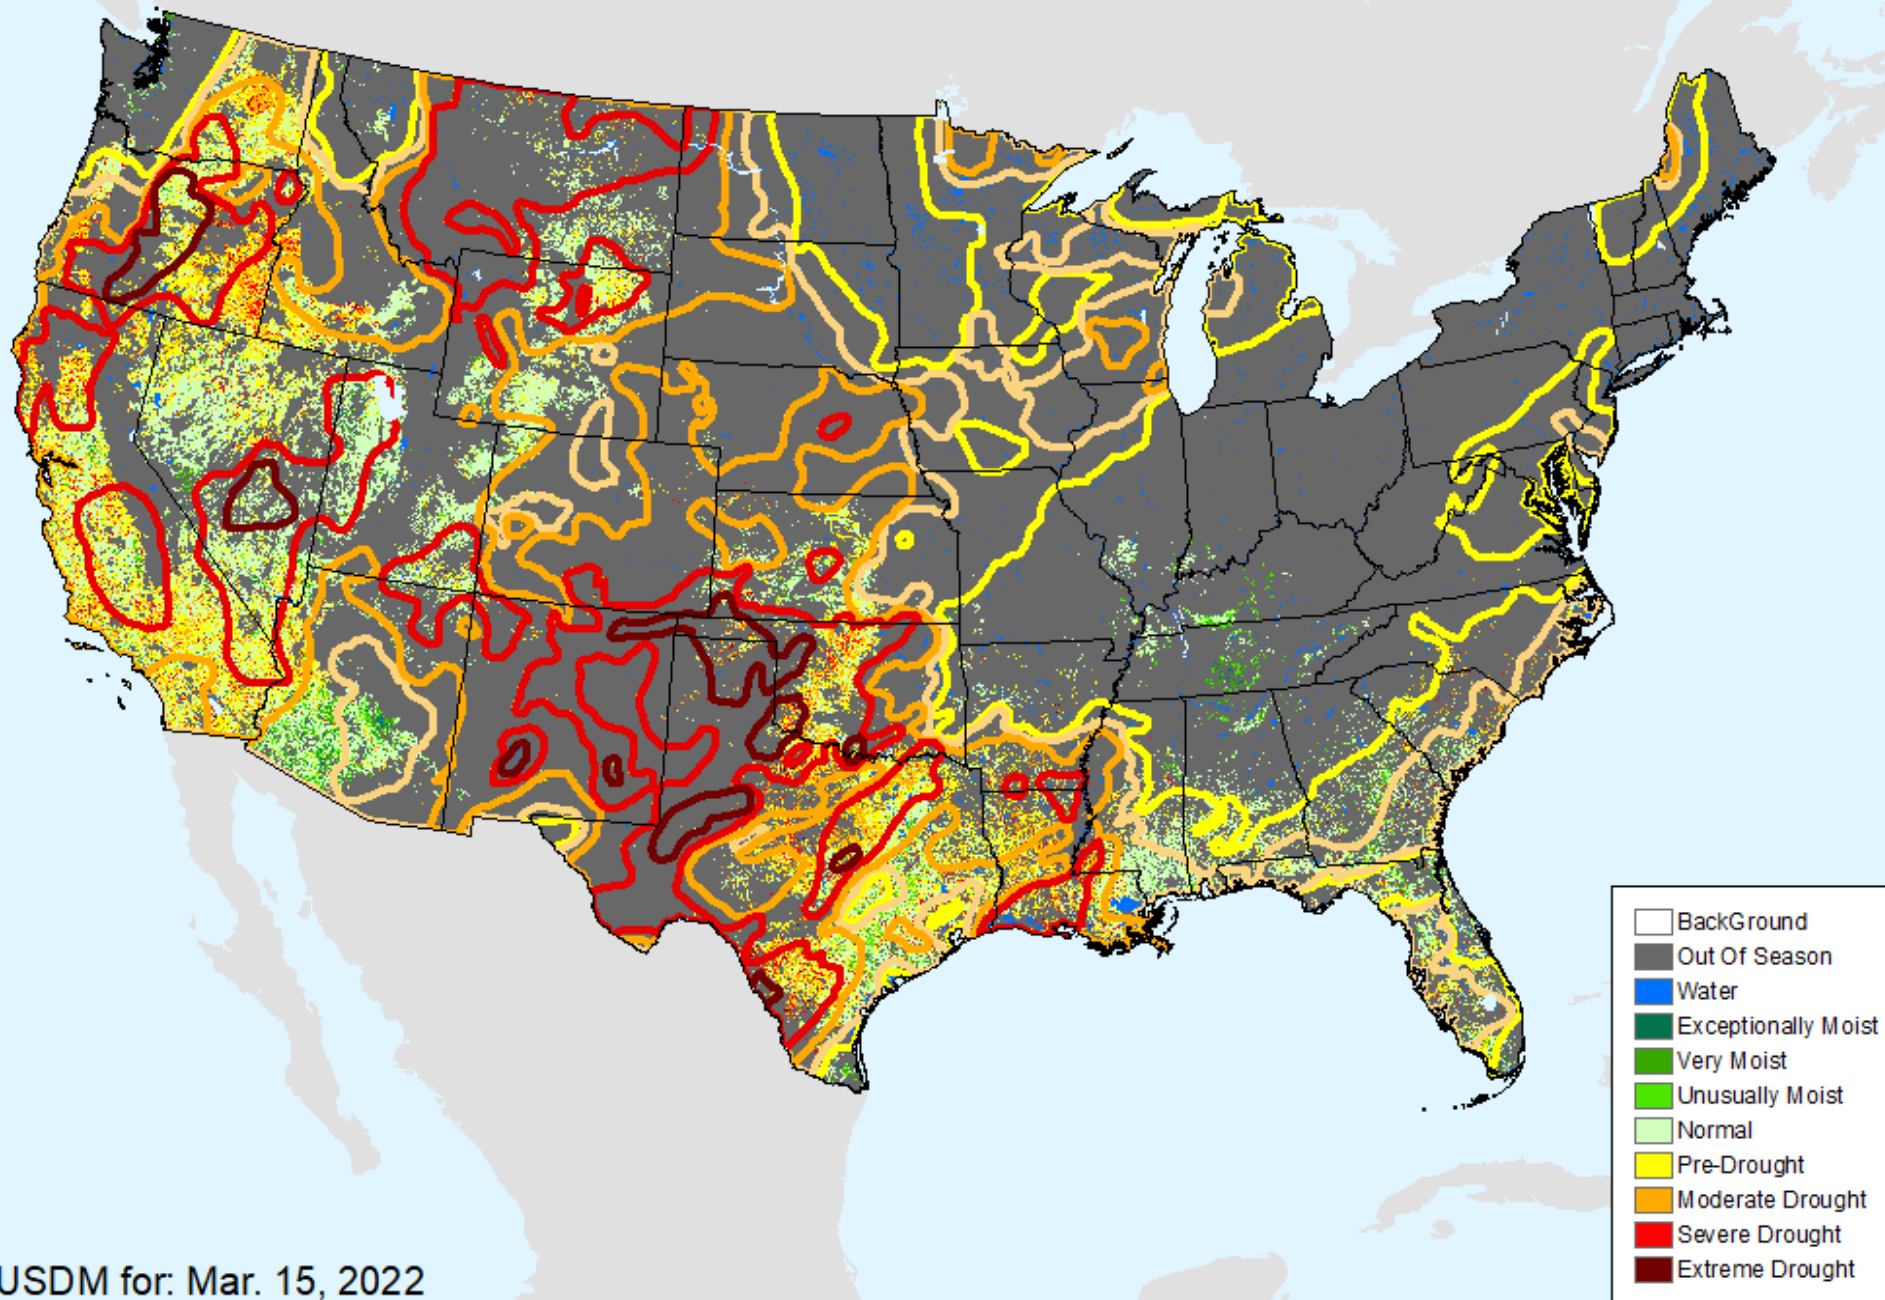 BackGround
Out Of Season
Water
Exceptionally Moist
Very Moist
Unusually Moist
Normal
Pre-Drought
Moderate Drought
Severe Drought
Extreme Drought
USDM for: Mar. 15, 2022